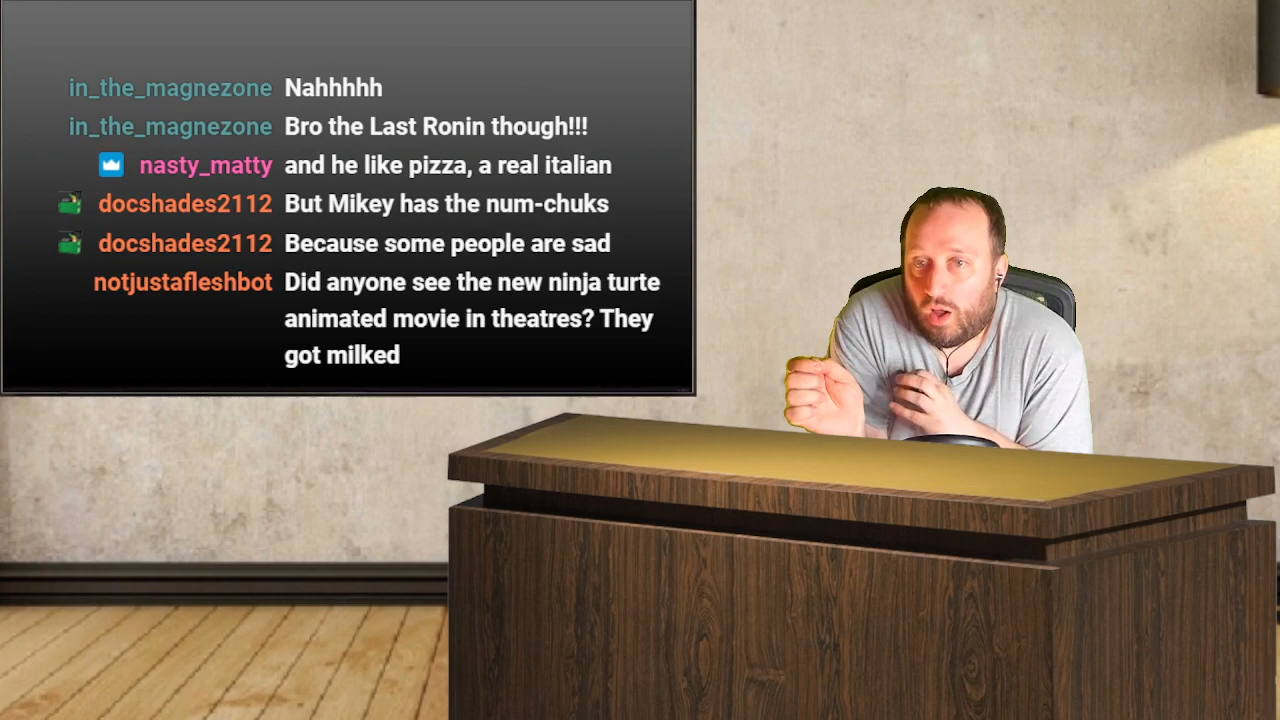 in_the_magnezone Nahhhhh
in_the_magnezone Bro the Last Ronin though!!!
nasty_matty and he like pizza, a real italian
docshades2112 But Mikey has the num-chuks
docshades2112 Because some people are sad
notjustafleshbot Did anyone see the new ninja turte
animated movie in theatres? They
got milked